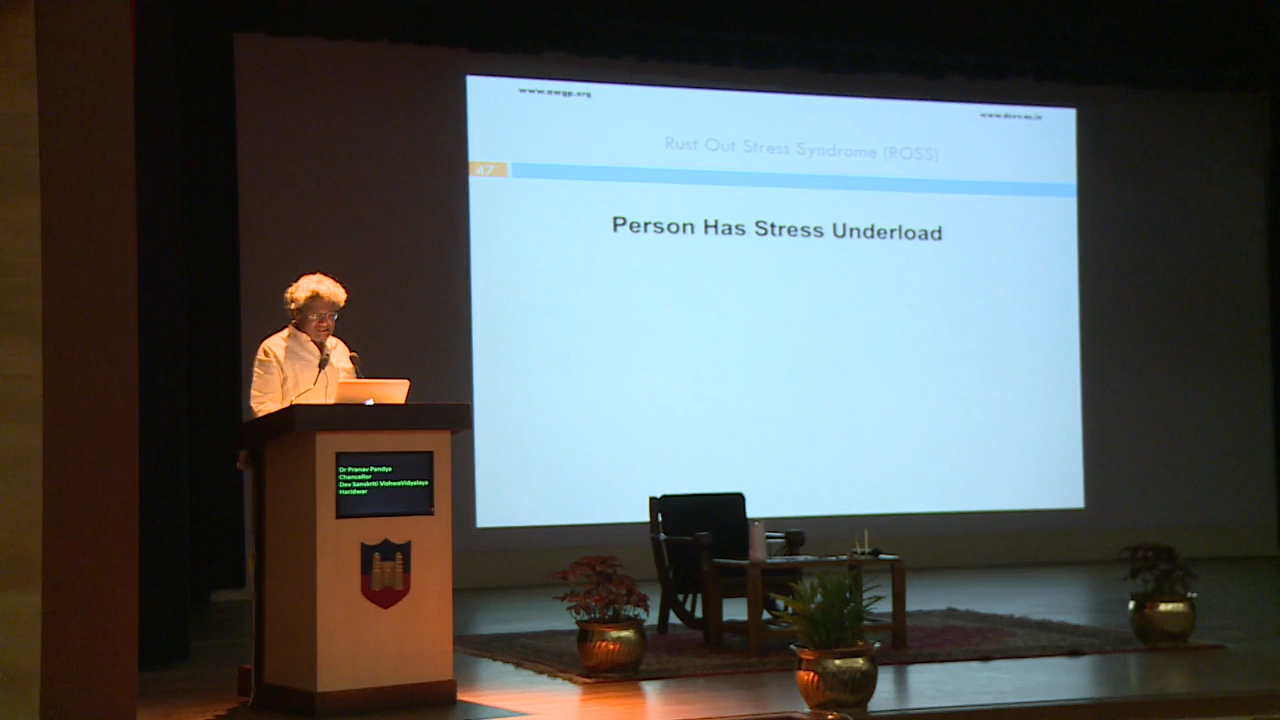 www.awgp.org
www.dsvv.ac.in
Rust Out Stress Syndrome (ROSS)
47
Person Has Stress Underload
Dr Pranav Pandya
Chancellor
Dev Sanskriti VishwaVidyalaya
Haridwar